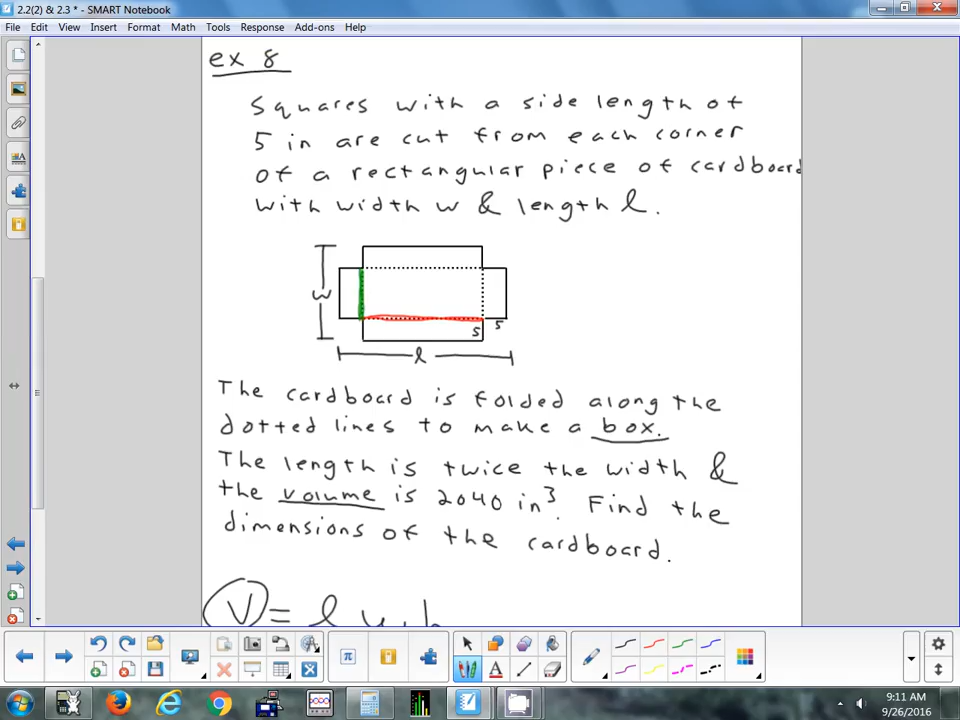 2.2(2) & 2.3 * - SMART Notebook
File Edit View Insert Format Math Tools Response Add-ons Help
ex 8
Squares with a side length of
5 in are cut from each corner
of a rectangular piece of cardboard
with width w & length l.
w
5
5
l
The cardboard is folded along the
dotted lines to make a box.
The length is twice the width &
the volume is 2040 in³. Find the
dimensions of the cardboard.
V = l w h
9:11 AM
9/26/2016